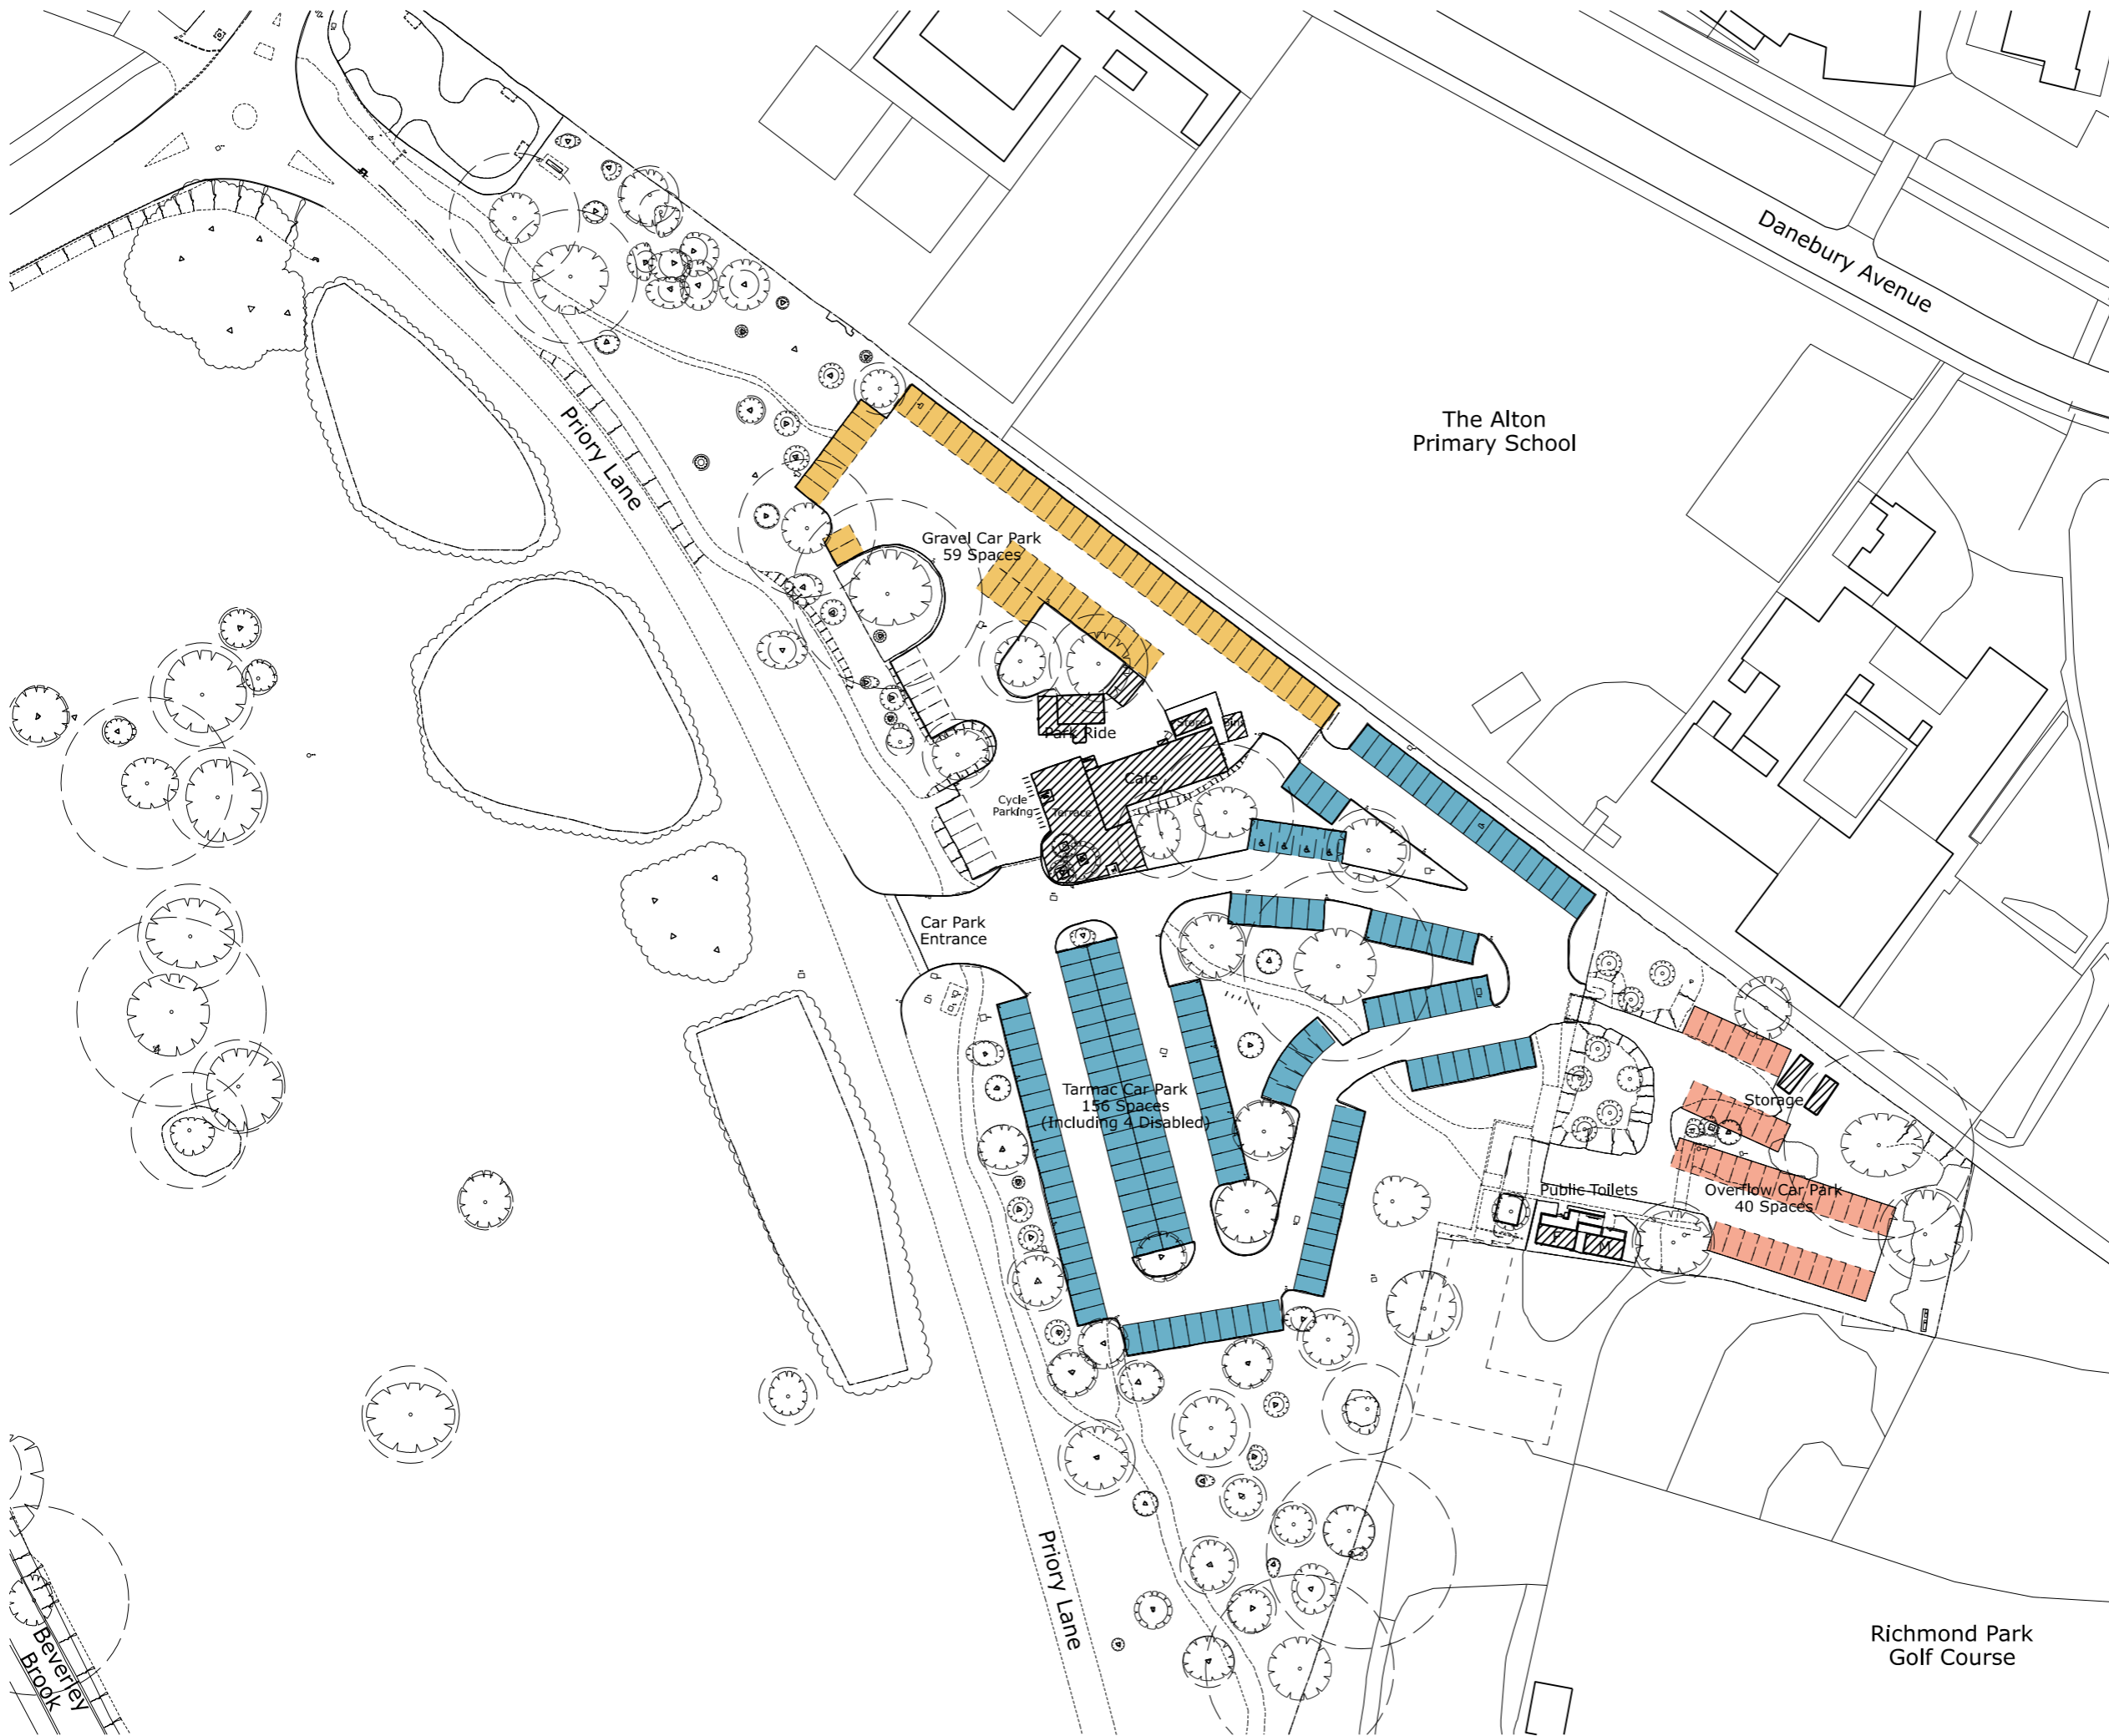 Danebury Avenue
The Alton
Primary School
Priory Lane
Gravel Car Park
59 Spaces
Store
Park Ride
Cafe
Cycle
Parking
Terrace
Car Park
Entrance
Tarmac Car Park
156 Spaces
(Including 4 Disabled)
Storage
Public Toilets
Overflow Car Park
40 Spaces
F
M
Priory Lane
Beverley
Brook
Richmond Park
Golf Course